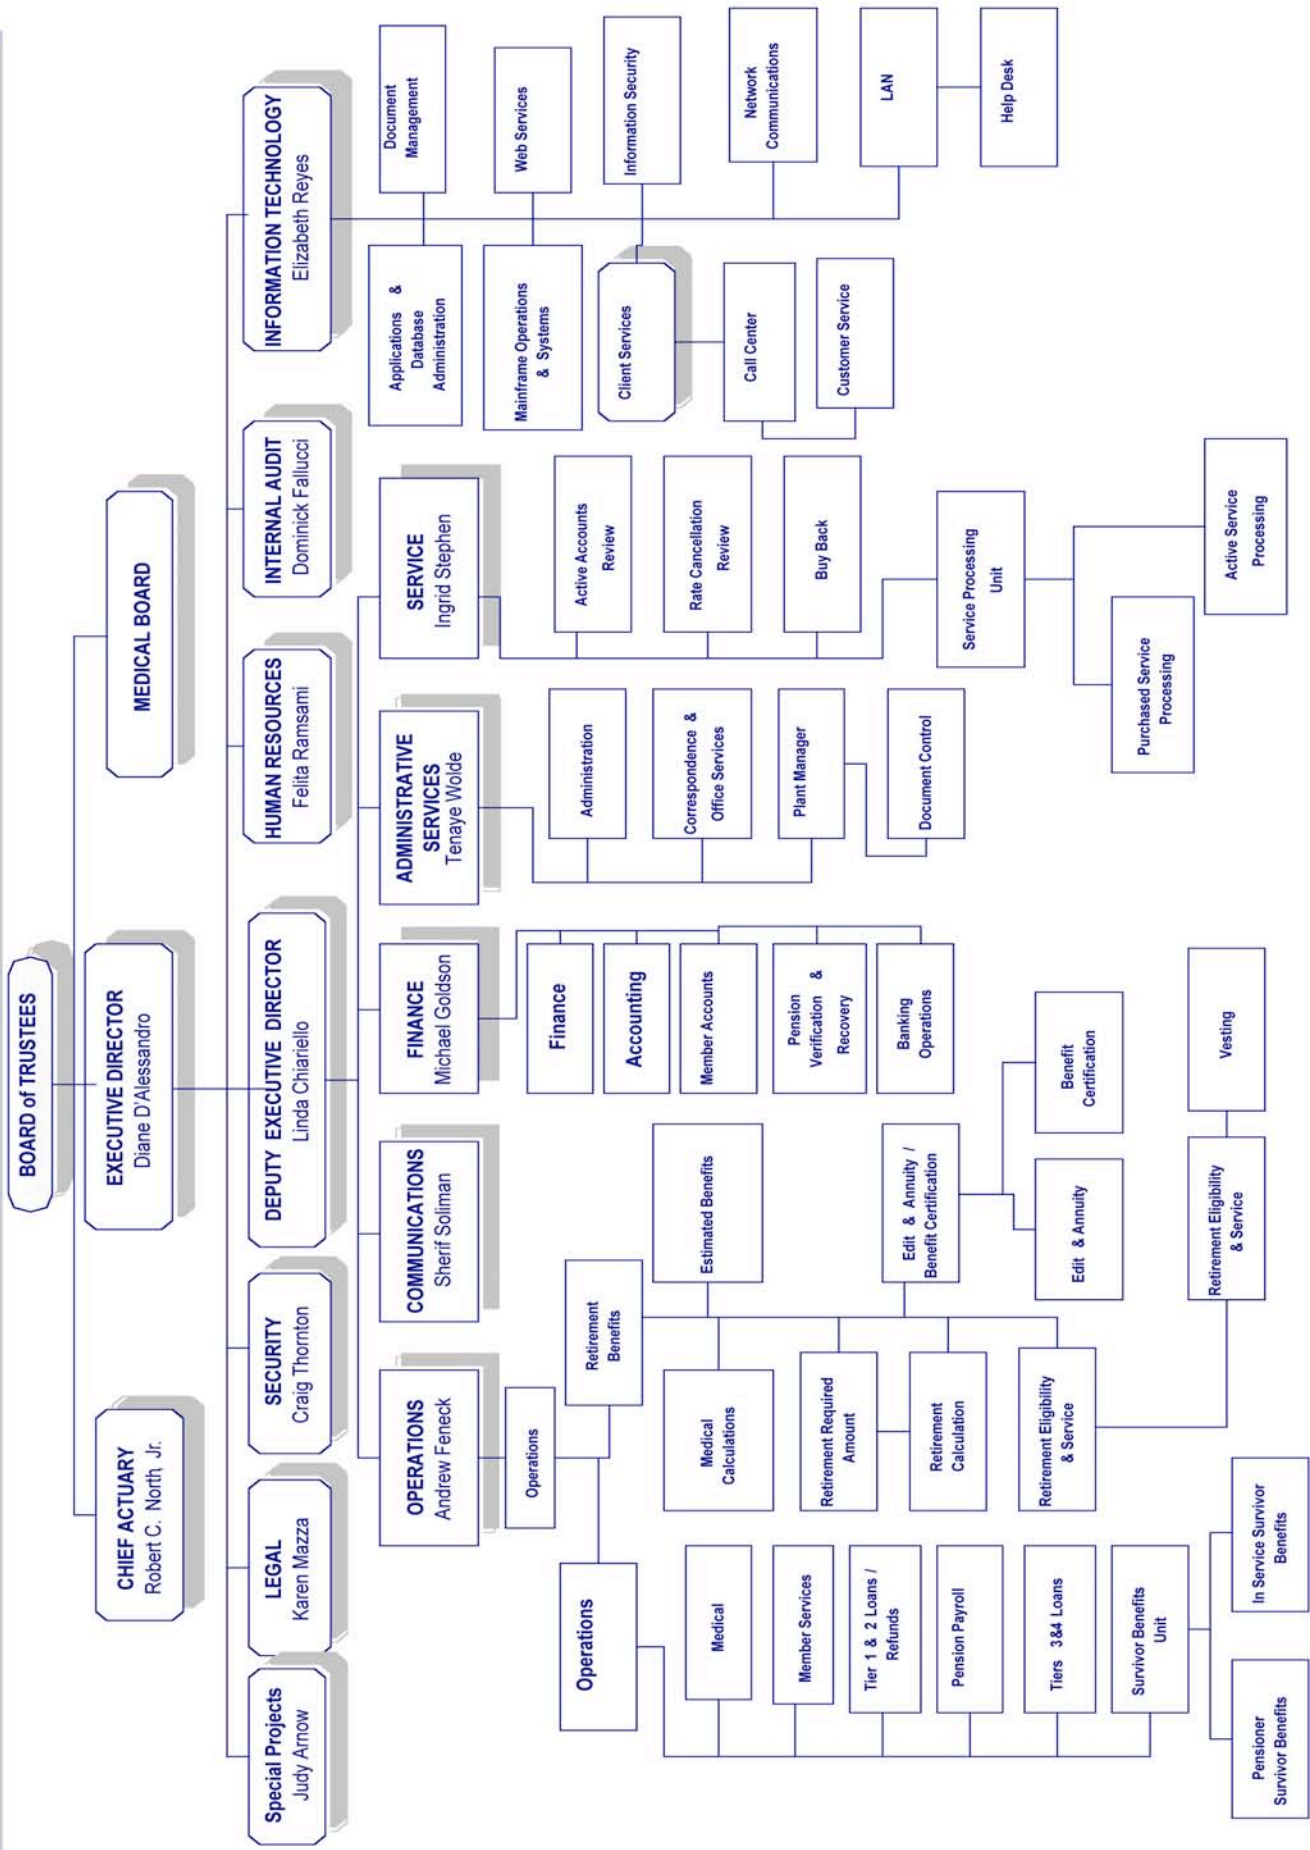 BOARD of TRUSTEES
CHIEF ACTUARY
Robert C. North, Jr.
EXECUTIVE DIRECTOR
Diane D'Alessandro
MEDICAL BOARD
Special Projects
Judy Arnow
LEGAL
Karen Mazza
SECURITY
Craig Thornton
DEPUTY EXECUTIVE DIRECTOR
Linda Chiariello
HUMAN RESOURCES
Felita Ramsami
INTERNAL AUDIT
Dominick Fallucci
INFORMATION TECHNOLOGY
Elizabeth Reyes
OPERATIONS
Andrew Feneck
COMMUNICATIONS
Sherif Soliman
FINANCE
Michael Goldson
ADMINISTRATIVE
SERVICES
Tenaye Wolde
SERVICE
Ingrid Stephen
Operations
Operations
Medical
Member Services
Tier 1 & 2 Loans /
Refunds
Pension Payroll
Tiers 3&4 Loans
Survivor Benefits
Unit
Pensioner
Survivor Benefits
In Service Survivor
Benefits
Retirement
Benefits
Medical
Calculations
Estimated Benefits
Retirement Required
Amount
Retirement
Calculation
Edit & Annuity /
Benefit Certification
Edit & Annuity
Benefit
Certification
Retirement Eligibility
& Service
Retirement Eligibility
& Service
Vesting
Finance
Accounting
Member Accounts
Pension
Verification &
Recovery
Banking
Operations
Administration
Correspondence &
Office Services
Plant Manager
Document Control
Active Accounts
Review
Rate Cancellation
Review
Buy Back
Service Processing
Unit
Purchased Service
Processing
Active Service
Processing
Applications &
Database
Administration
Document
Management
Mainframe Operations
& Systems
Web Services
Client Services
Information Security
Call Center
Customer Service
Network
Communications
LAN
Help Desk